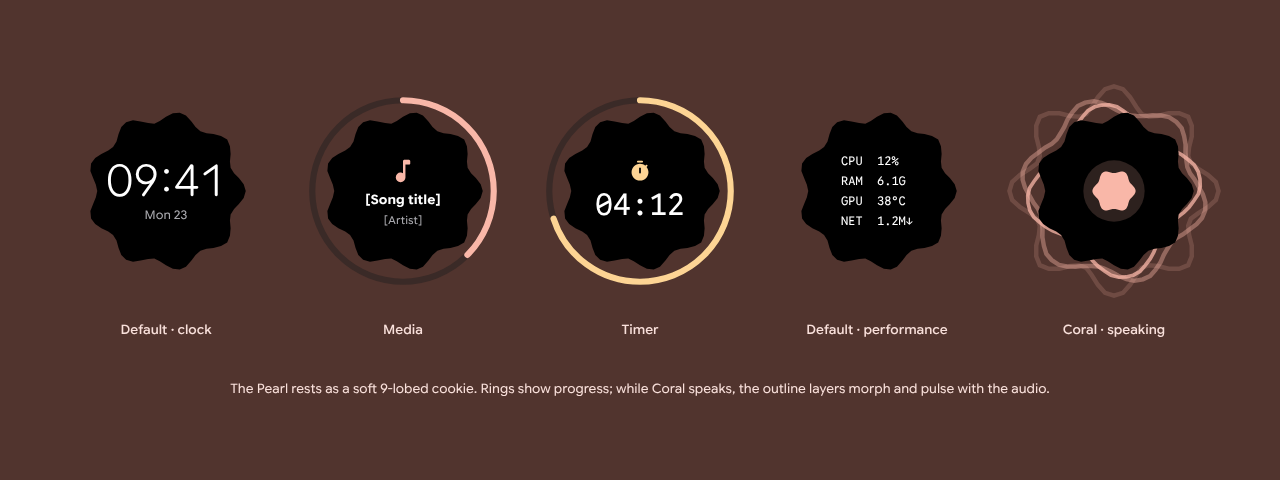 09:41
Mon 23
[Song title]
[Artist]
04:12
CPU 12%
RAM 6.1G
GPU 38°C
NET 1.2M↓
Default · clock
Media
Timer
Default · performance
Coral · speaking
The Pearl rests as a soft 9-lobed cookie. Rings show progress; while Coral speaks, the outline layers morph and pulse with the audio.